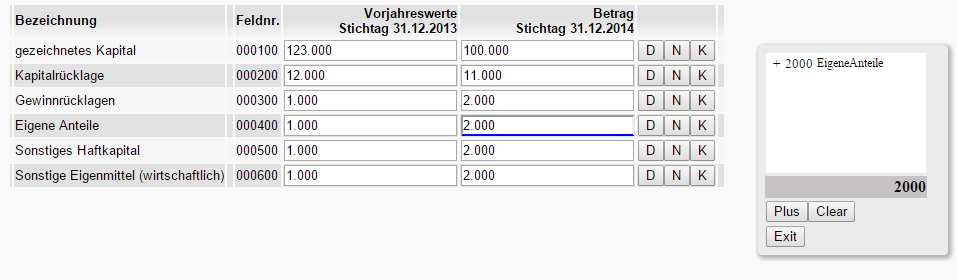 Bezeichnung Feldnr. Vorjahreswerte Stichtag 31.12.2013 Betrag Stichtag 31.12.2014
gezeichnetes Kapital 000100 123.000 100.000 D N K
Kapitalrücklage 000200 12.000 11.000 D N K
Gewinnrücklagen 000300 1.000 2.000 D N K
Eigene Anteile 000400 1.000 2.000 D N K
Sonstiges Haftkapital 000500 1.000 2.000 D N K
Sonstige Eigenmittel (wirtschaftlich) 000600 1.000 2.000 D N K
+ 2000 EigeneAnteile
2000
Plus Clear
Exit